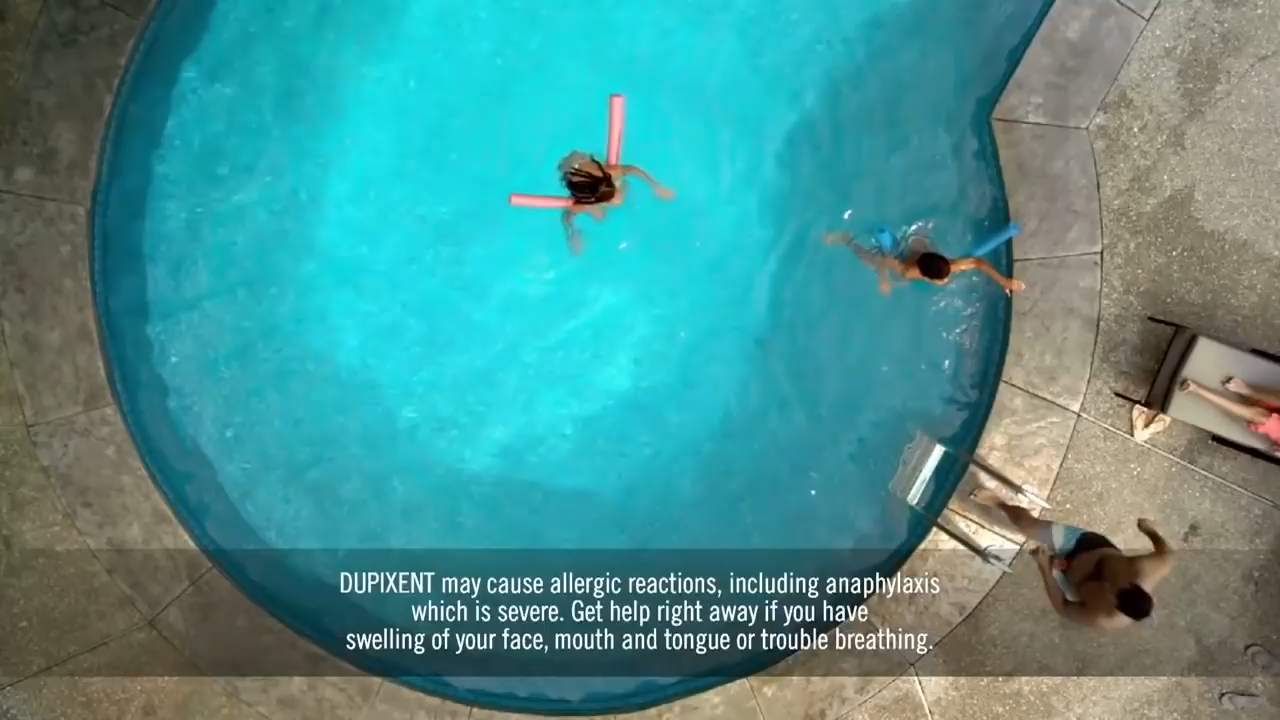 DUPIXENT may cause allergic reactions, including anaphylaxis
which is severe. Get help right away if you have
swelling of your face, mouth and tongue or trouble breathing.